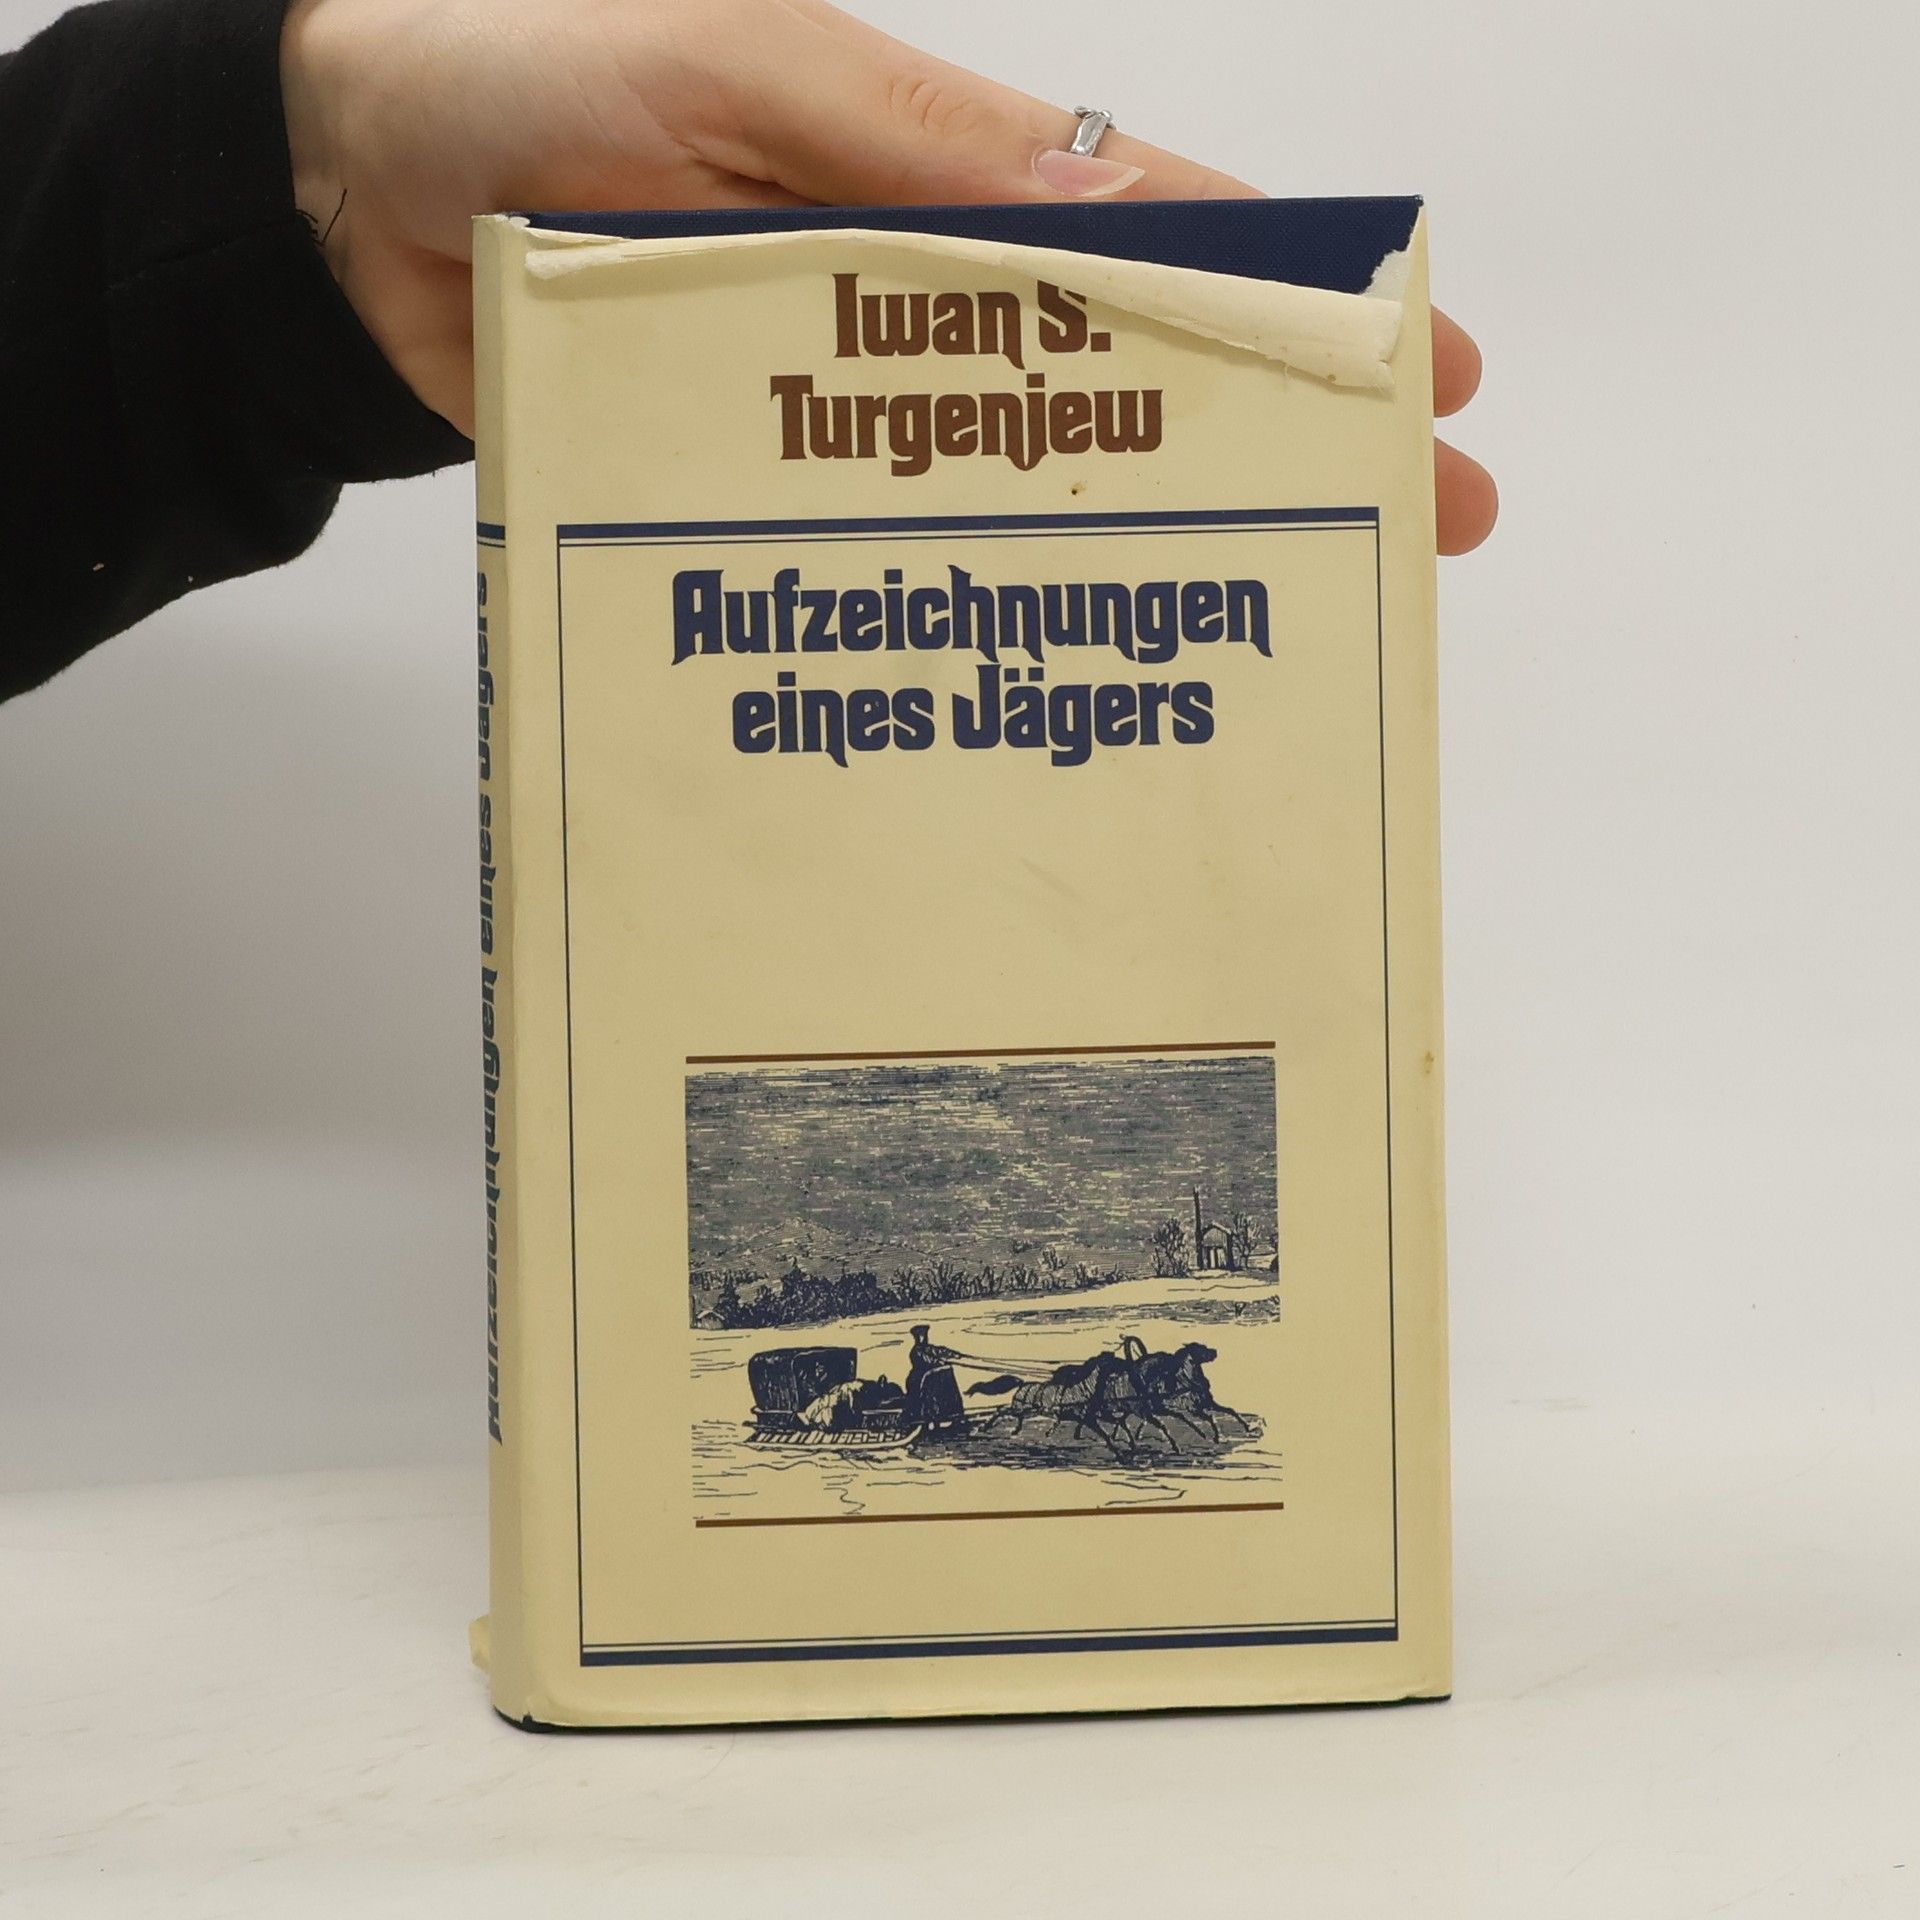 Iwan S.
Turgenjew
Aufzeichnungen
eines Jägers
Aufzeichnungen eines Jägers